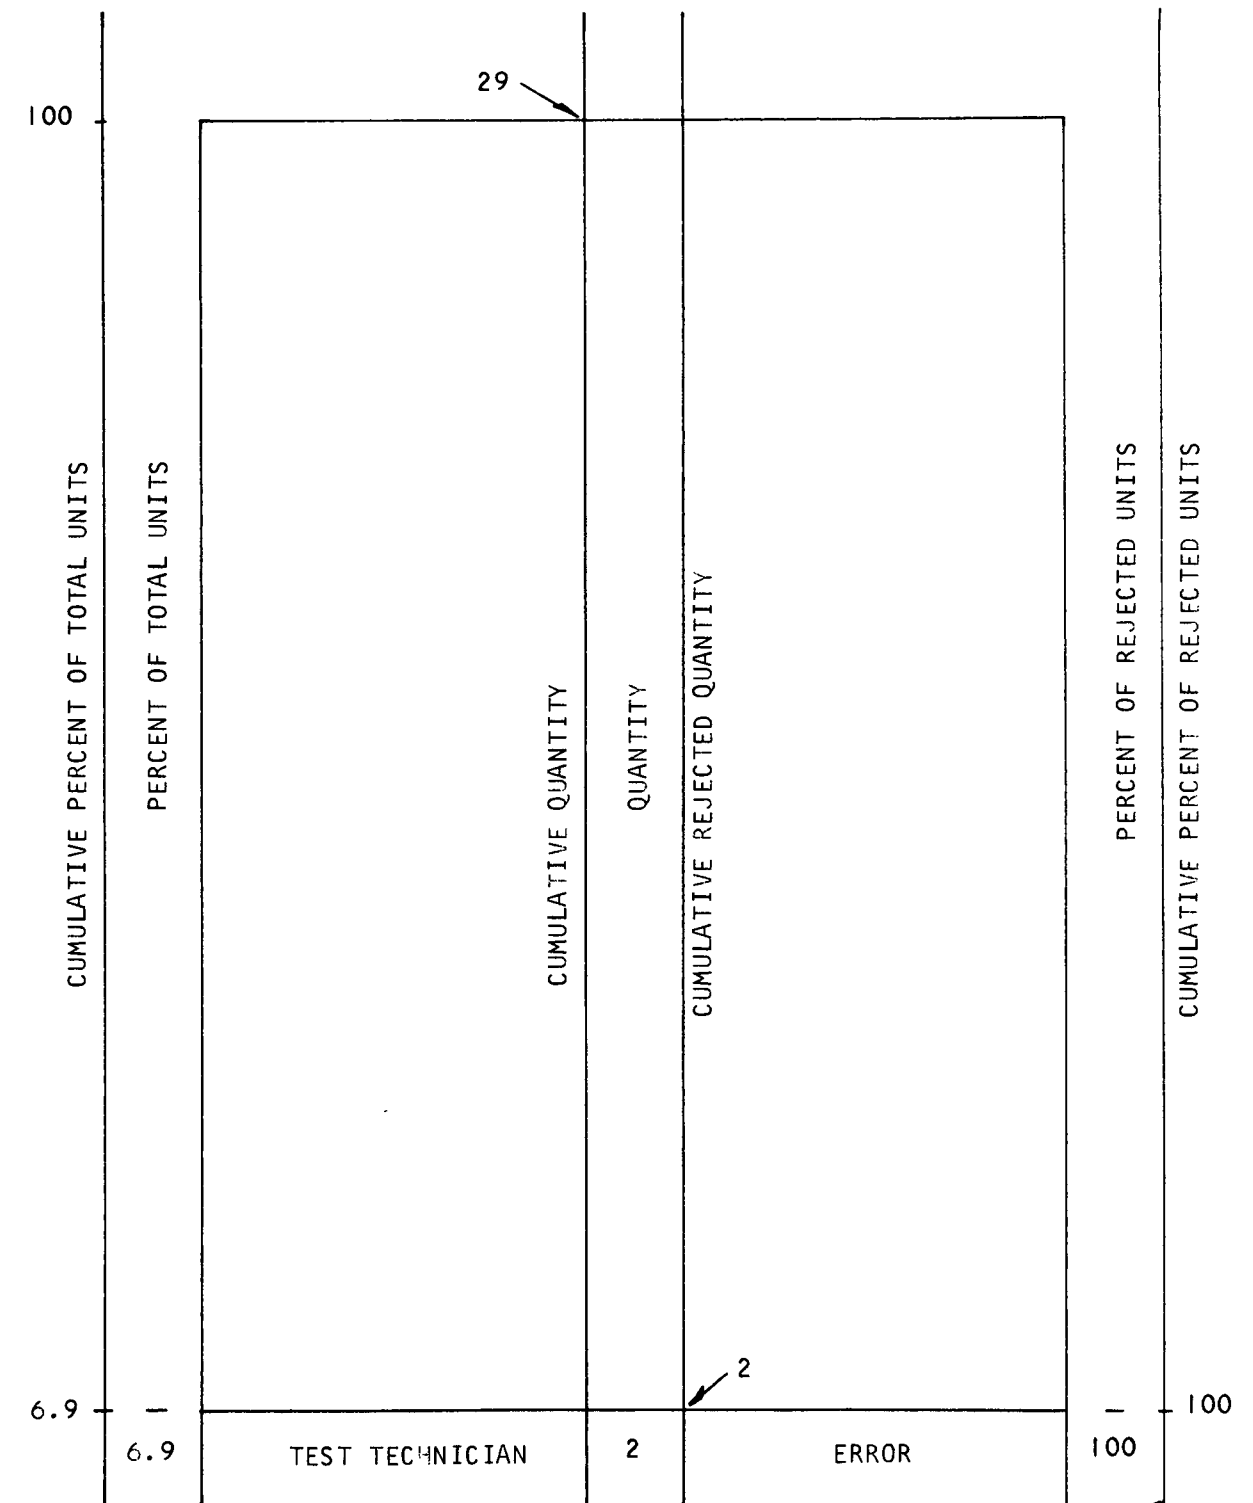 29
100
CUMULATIVE PERCENT OF TOTAL UNITS
PERCENT OF TOTAL UNITS
CUMULATIVE QUANTITY
QUANTITY
CUMULATIVE REJECTED QUANTITY
PERCENT OF REJECTED UNITS
CUMULATIVE PERCENT OF REJECTED UNITS
2
6.9 100
6.9 TEST TECHNICIAN 2 ERROR 100